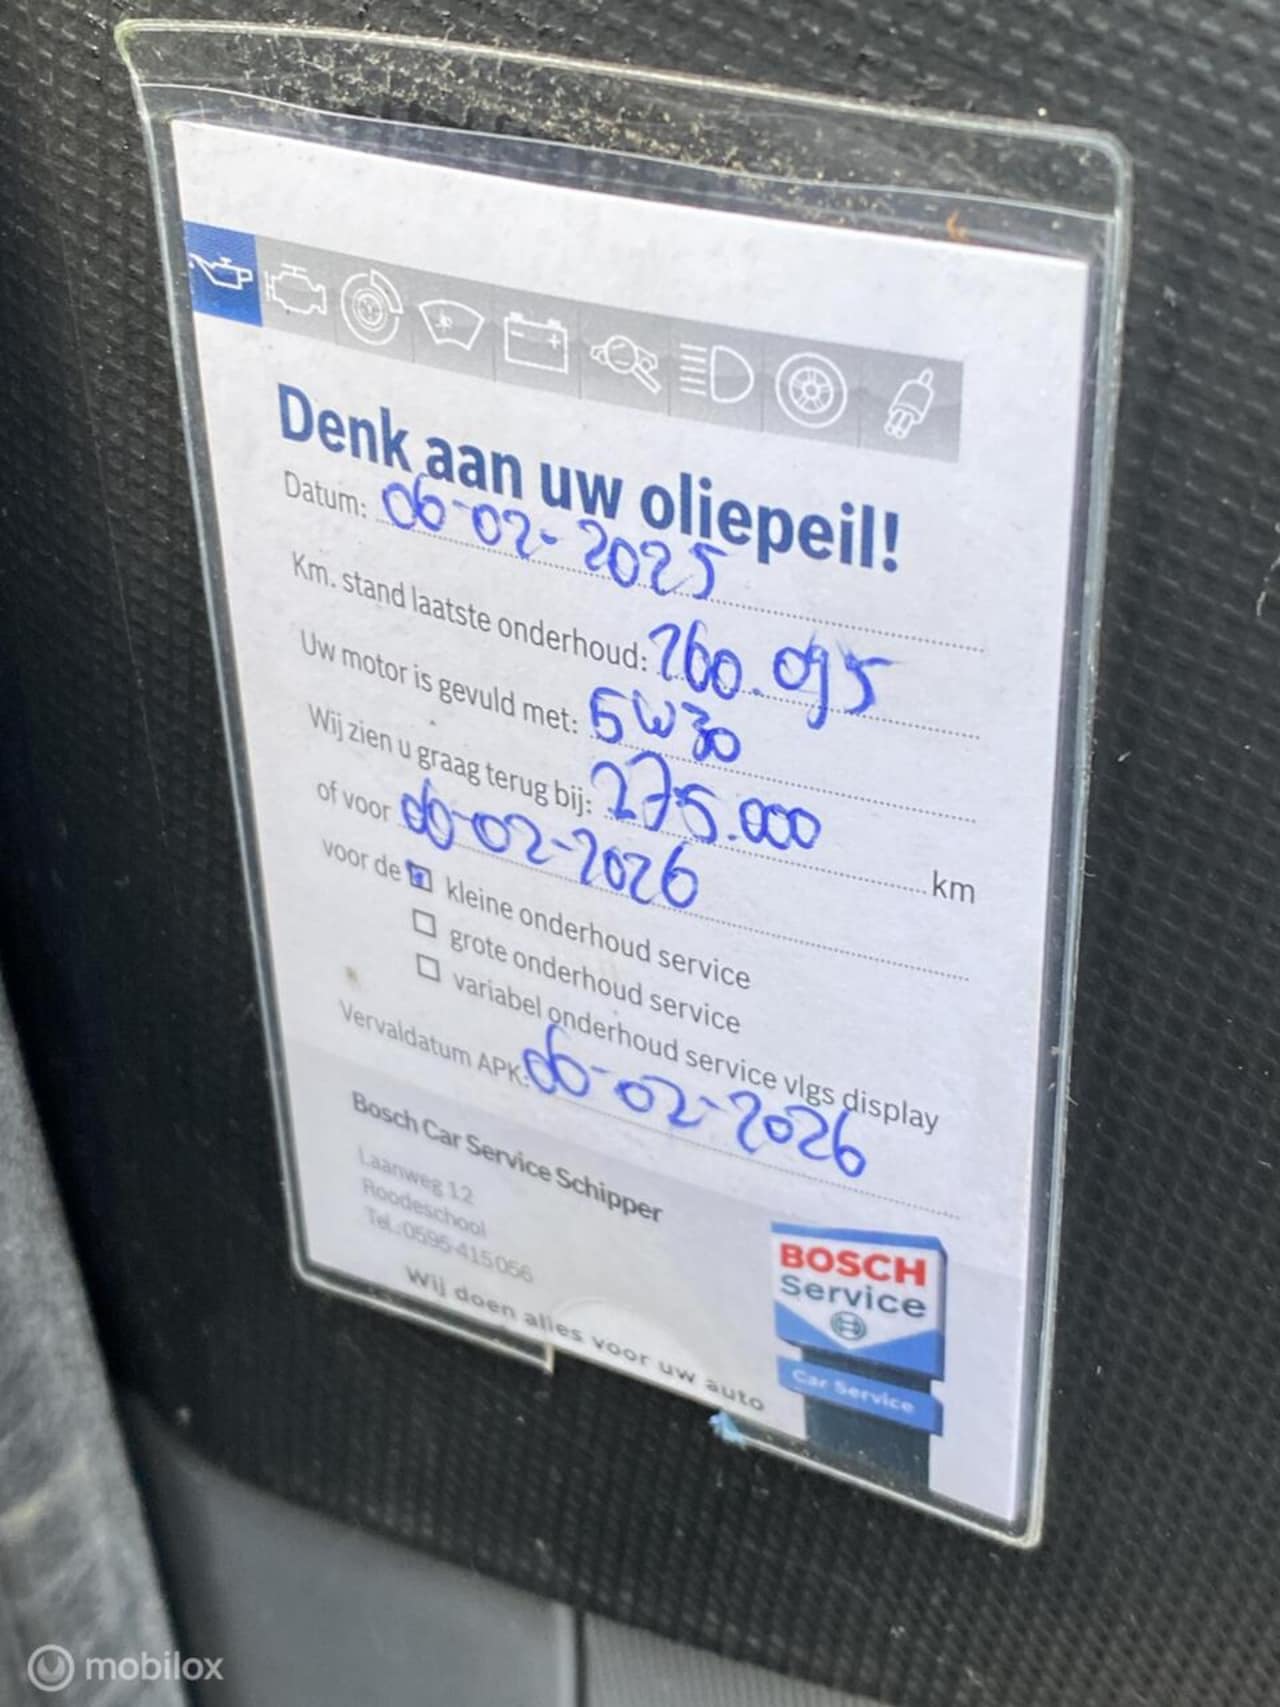 Denk aan uw oliepeil!
Datum: 06-02-2025
Km. stand laatste onderhoud: 260.095
Uw motor is gevuld met: 5W30
Wij zien u graag terug bij: 275.000 km
of voor 06-02-2026
voor de kleine onderhoud service
grote onderhoud service
variabel onderhoud service vlgs display
Vervaldatum APK: 06-02-2026
Bosch Car Service Schipper
Laanweg 12
Roodeschool
Tel.: 0595-415056
Wij doen alles voor uw auto
BOSCH
Service
Car Service
mobilox